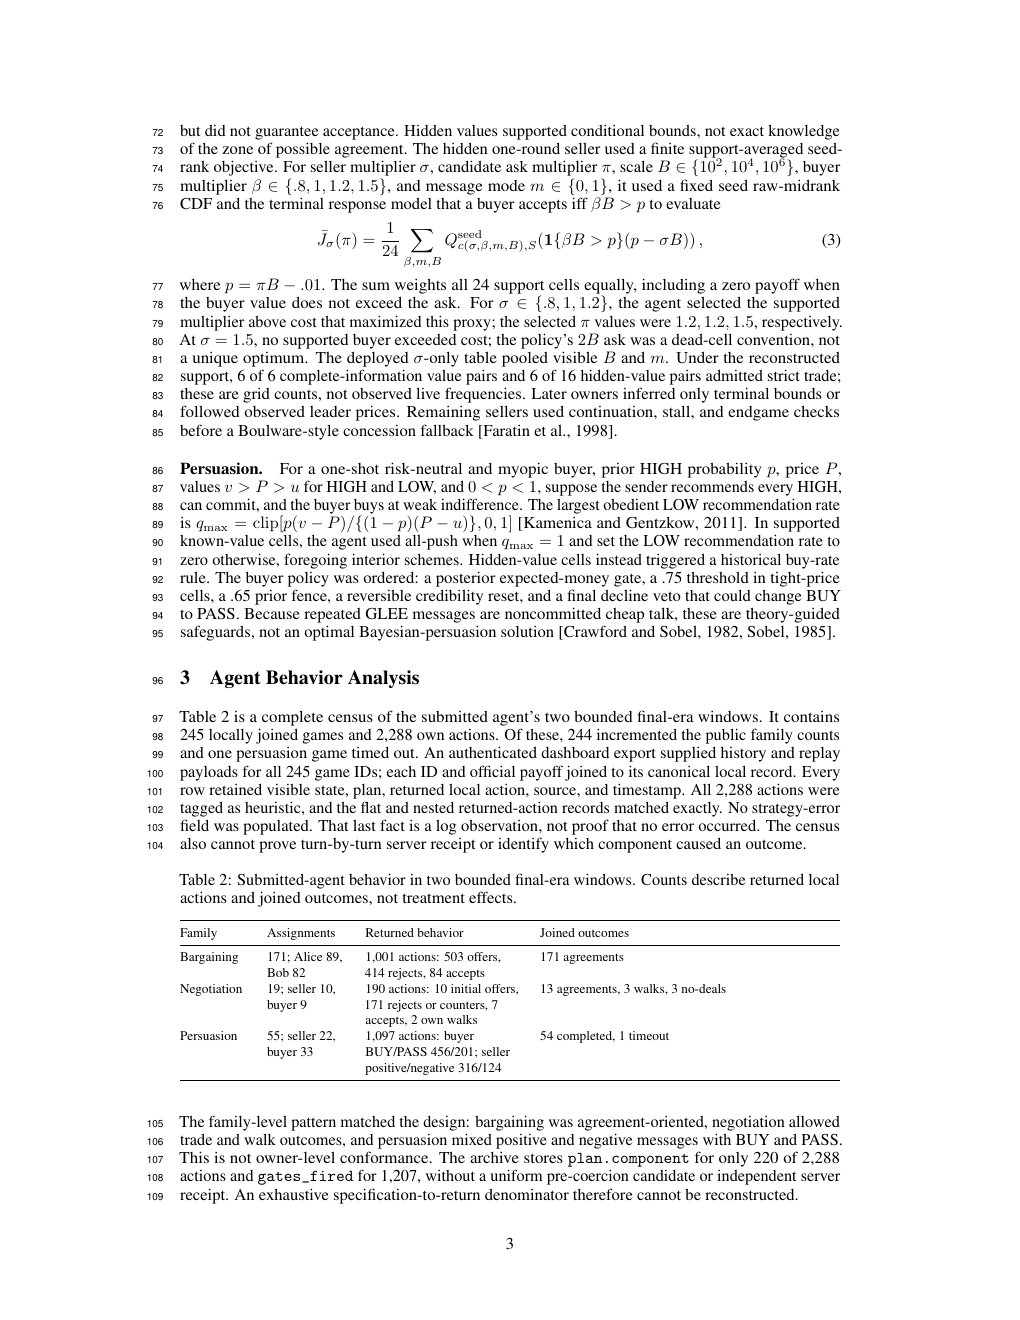 72 but did not guarantee acceptance. Hidden values supported conditional bounds, not exact knowledge
73 of the zone of possible agreement. The hidden one-round seller used a finite support-averaged seed-
74 rank objective. For seller multiplier σ, candidate ask multiplier π, scale B ∈ {10², 10⁴, 10⁶}, buyer
75 multiplier β ∈ {.8, 1, 1.2, 1.5}, and message mode m ∈ {0, 1}, it used a fixed seed raw-midrank
76 CDF and the terminal response model that a buyer accepts iff βB > p to evaluate
J̄_σ(π) = 1/24 ∑_{β,m,B} Q^{seed}_{c(σ,β,m,B),S}(1{βB > p}(p − σB)) , (3)
77 where p = πB − .01. The sum weights all 24 support cells equally, including a zero payoff when
78 the buyer value does not exceed the ask. For σ ∈ {.8, 1, 1.2}, the agent selected the supported
79 multiplier above cost that maximized this proxy; the selected π values were 1.2, 1.2, 1.5, respectively.
80 At σ = 1.5, no supported buyer exceeded cost; the policy's 2B ask was a dead-cell convention, not
81 a unique optimum. The deployed σ-only table pooled visible B and m. Under the reconstructed
82 support, 6 of 6 complete-information value pairs and 6 of 16 hidden-value pairs admitted strict trade;
83 these are grid counts, not observed live frequencies. Later owners inferred only terminal bounds or
84 followed observed leader prices. Remaining sellers used continuation, stall, and endgame checks
85 before a Boulware-style concession fallback [Faratin et al., 1998].
86 Persuasion. For a one-shot risk-neutral and myopic buyer, prior HIGH probability p, price P,
87 values v > P > u for HIGH and LOW, and 0 < p < 1, suppose the sender recommends every HIGH,
88 can commit, and the buyer buys at weak indifference. The largest obedient LOW recommendation rate
89 is q_max = clip[p(v − P)/{(1 − p)(P − u)}, 0, 1] [Kamenica and Gentzkow, 2011]. In supported
90 known-value cells, the agent used all-push when q_max = 1 and set the LOW recommendation rate to
91 zero otherwise, foregoing interior schemes. Hidden-value cells instead triggered a historical buy-rate
92 rule. The buyer policy was ordered: a posterior expected-money gate, a .75 threshold in tight-price
93 cells, a .65 prior fence, a reversible credibility reset, and a final decline veto that could change BUY
94 to PASS. Because repeated GLEE messages are noncommitted cheap talk, these are theory-guided
95 safeguards, not an optimal Bayesian-persuasion solution [Crawford and Sobel, 1982, Sobel, 1985].
96 3 Agent Behavior Analysis
97 Table 2 is a complete census of the submitted agent's two bounded final-era windows. It contains
98 245 locally joined games and 2,288 own actions. Of these, 244 incremented the public family counts
99 and one persuasion game timed out. An authenticated dashboard export supplied history and replay
100 payloads for all 245 game IDs; each ID and official payoff joined to its canonical local record. Every
101 row retained visible state, plan, returned local action, source, and timestamp. All 2,288 actions were
102 tagged as heuristic, and the flat and nested returned-action records matched exactly. No strategy-error
103 field was populated. That last fact is a log observation, not proof that no error occurred. The census
104 also cannot prove turn-by-turn server receipt or identify which component caused an outcome.
Table 2: Submitted-agent behavior in two bounded final-era windows. Counts describe returned local
actions and joined outcomes, not treatment effects.
Family Assignments Returned behavior Joined outcomes
Bargaining 171; Alice 89, 1,001 actions: 503 offers, 171 agreements
Bob 82 414 rejects, 84 accepts
Negotiation 19; seller 10, 190 actions: 10 initial offers, 13 agreements, 3 walks, 3 no-deals
buyer 9 171 rejects or counters, 7
accepts, 2 own walks
Persuasion 55; seller 22, 1,097 actions: buyer 54 completed, 1 timeout
buyer 33 BUY/PASS 456/201; seller
positive/negative 316/124
105 The family-level pattern matched the design: bargaining was agreement-oriented, negotiation allowed
106 trade and walk outcomes, and persuasion mixed positive and negative messages with BUY and PASS.
107 This is not owner-level conformance. The archive stores plan.component for only 220 of 2,288
108 actions and gates_fired for 1,207, without a uniform pre-coercion candidate or independent server
109 receipt. An exhaustive specification-to-return denominator therefore cannot be reconstructed.
3